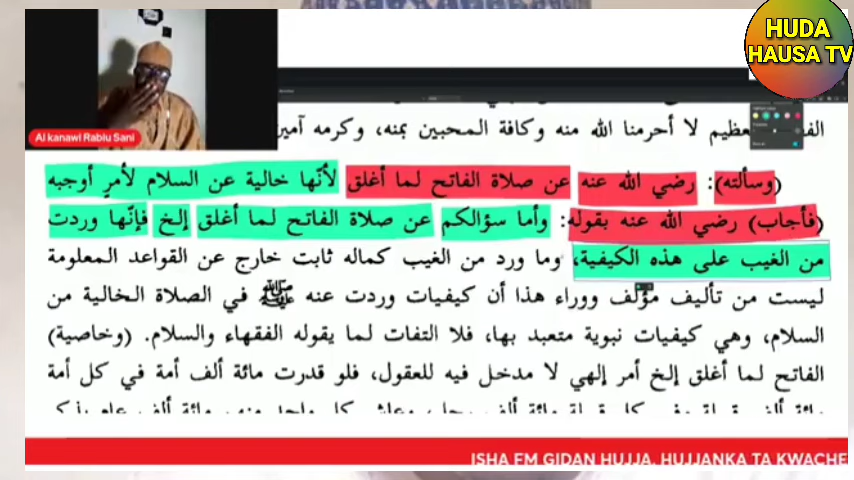 HUDA
HAUSA TV
Al kanawi Rabiu Sani
العظيم لا أحرمنا الله منه وكافة المحبين بمنه، وكرمه آمين
(وسألته): رضي الله عنه عن صلاة الفاتح لما أغلق لأنّها خالية عن السلام لأمرٍ أوجبه
(فأجاب) رضي الله عنه بقوله: وأما سؤالكم عن صلاة الفاتح لما أغلق إلخ فإنّها وردت
من الغيب على هذه الكيفية، وما ورد من الغيب كماله ثابت خارج عن القواعد المعلومة
ليست من تأليف مؤلف ووراء هذا أن كيفيات وردت عنه ﷺ في الصلاة الخالية من
السلام، وهي كيفيات نبوية متعبد بها، فلا التفات لما يقوله الفقهاء والسلام. (وخاصية)
الفاتح لما أغلق إلخ أمر إلهي لا مدخل فيه للعقول، فلو قدرت مائة ألف أمة في كل أمة
ISHA FM GIDAN HUJJA, HUJJANKA TA KWACHE